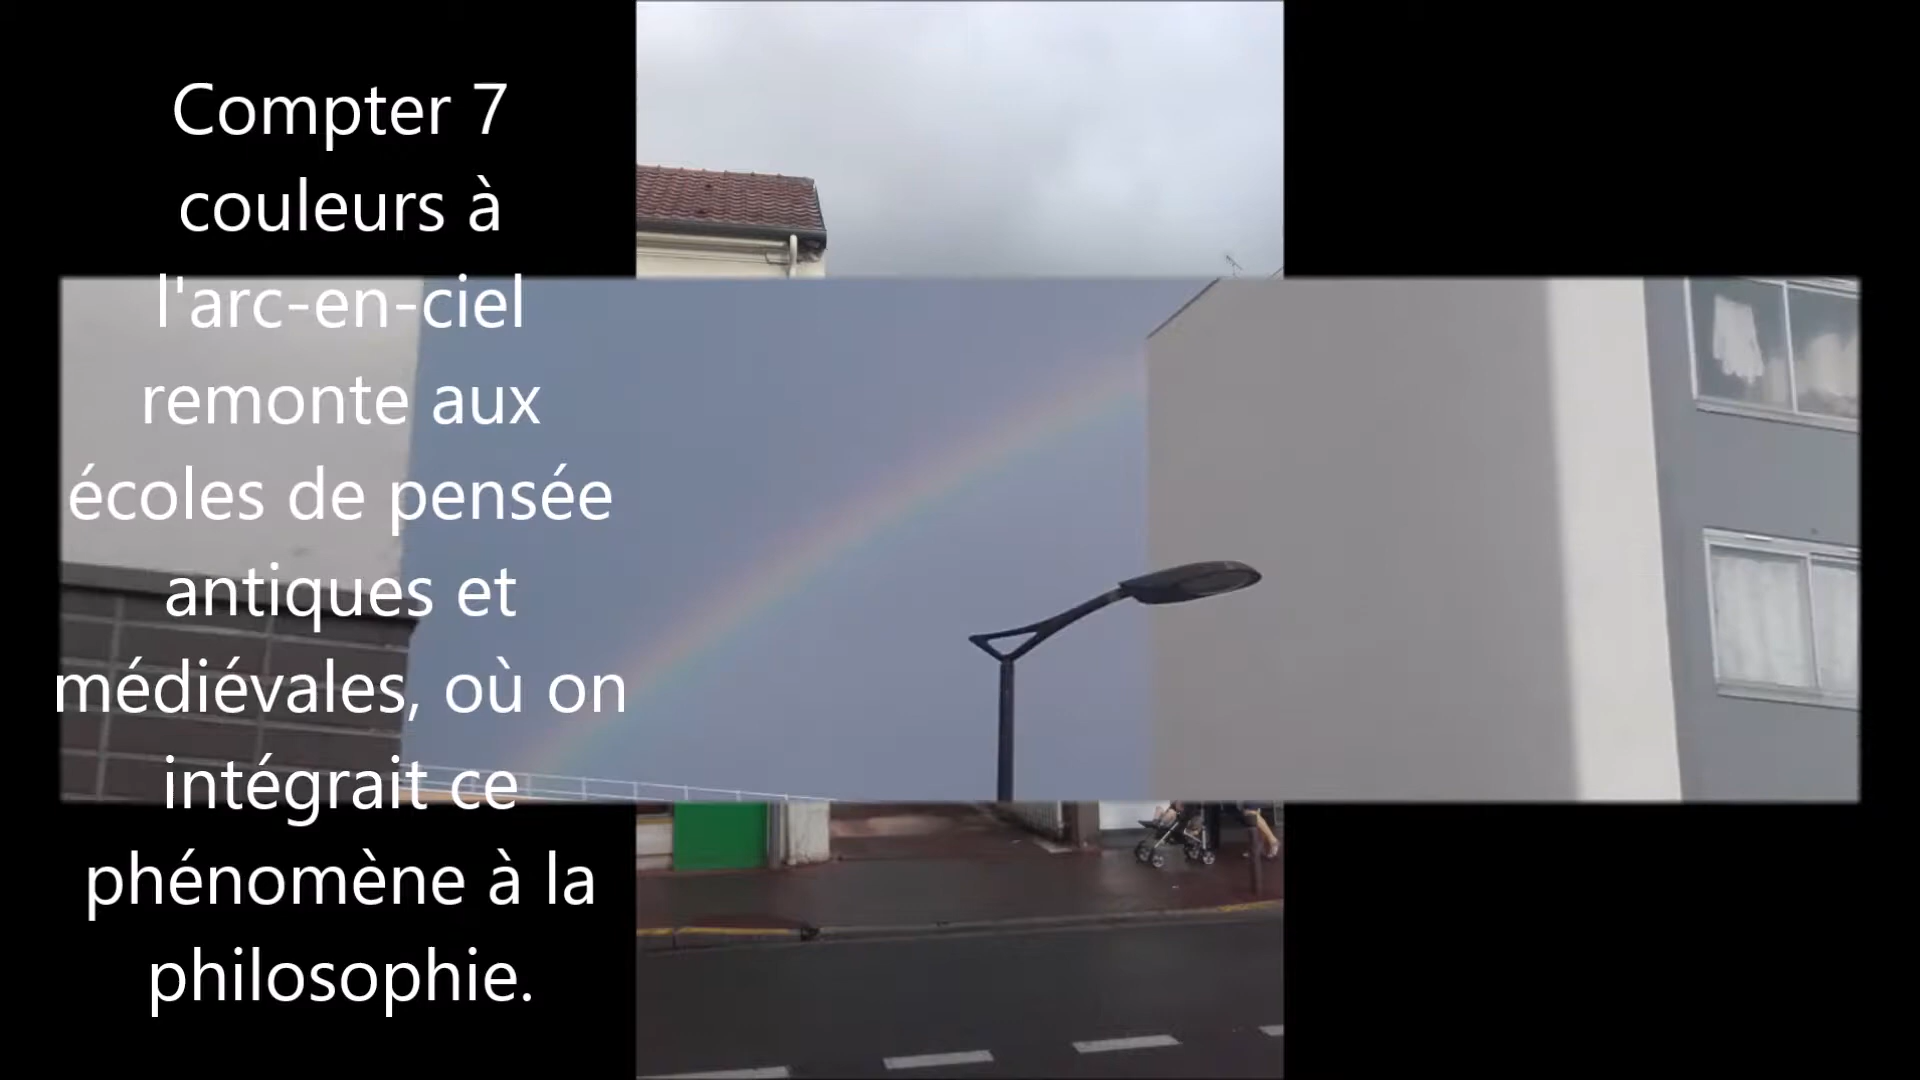 Compter 7
couleurs à
l'arc-en-ciel
remonte aux
écoles de pensée
antiques et
médiévales, où on
intégrait ce
phénomène à la
philosophie.